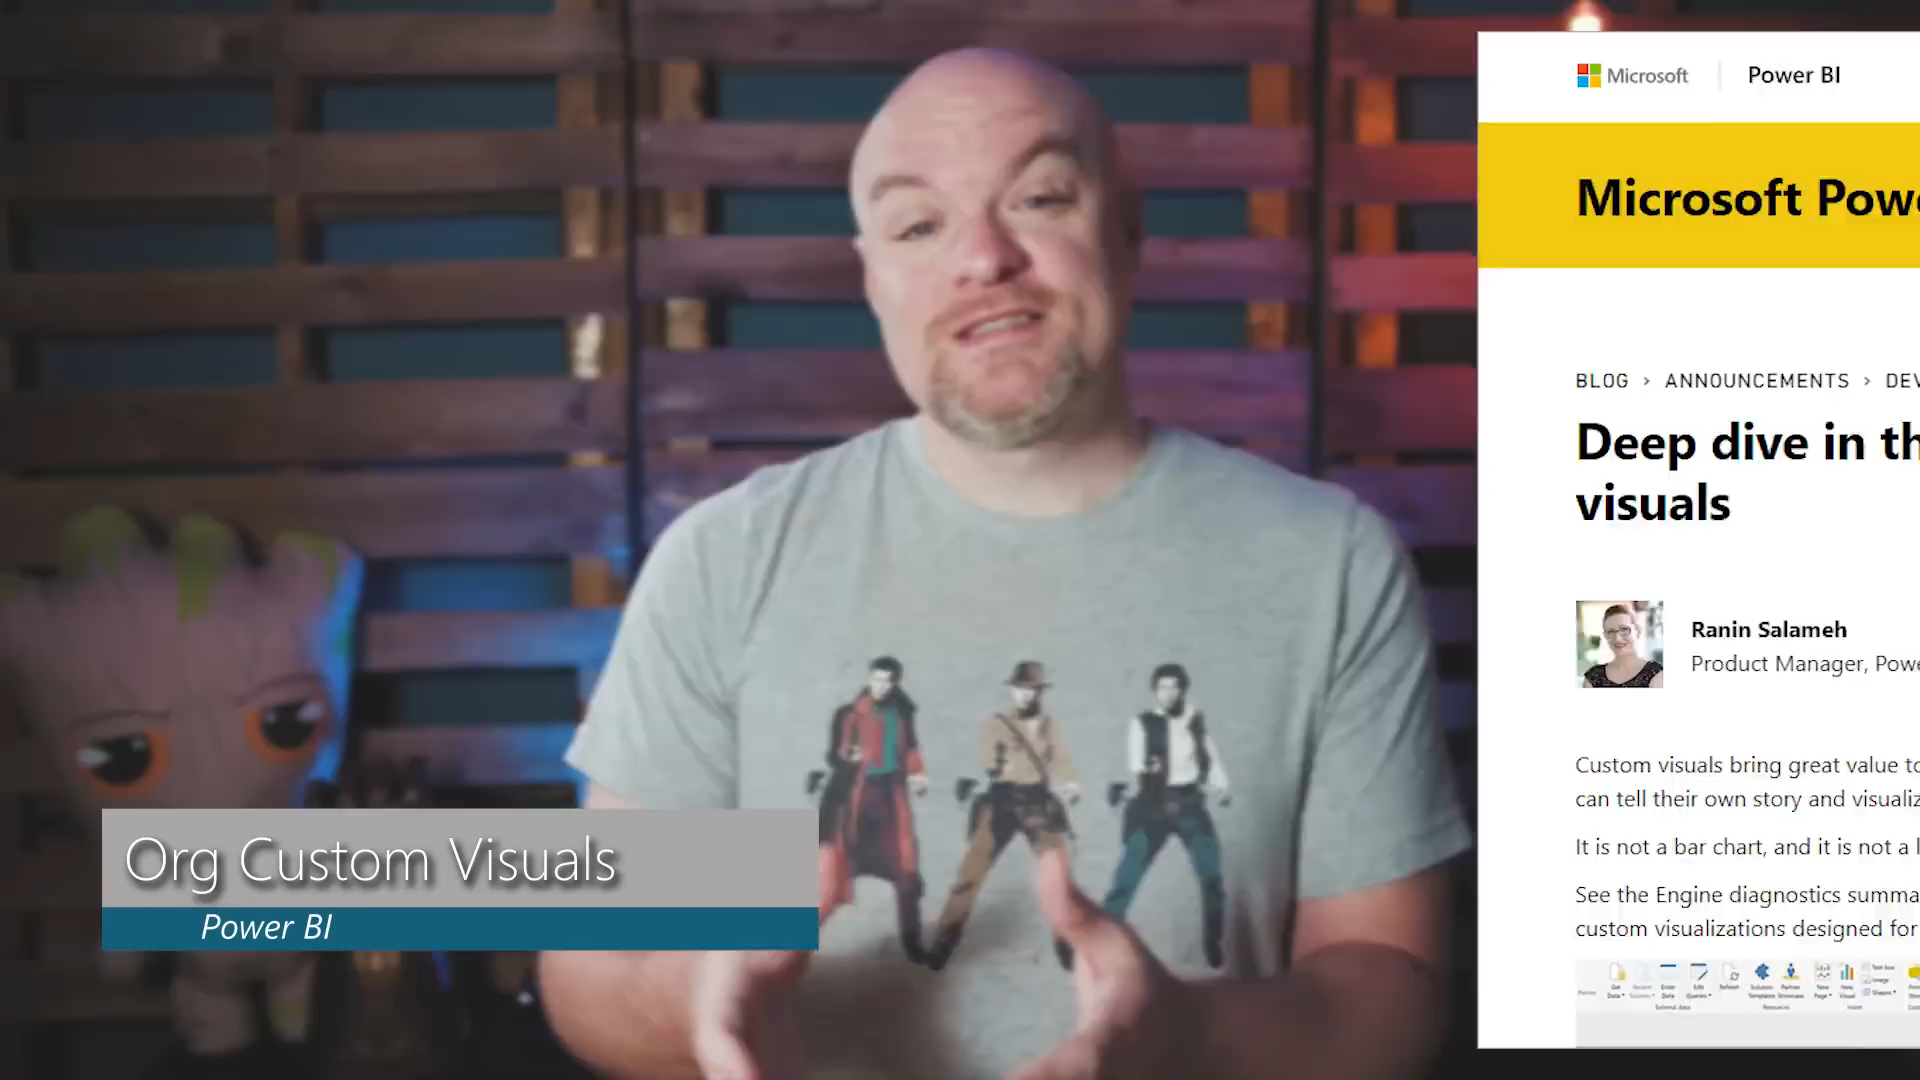 Microsoft
Power BI
Microsoft Pow
BLOG > ANNOUNCEMENTS > DEV
Deep dive in th
visuals
Ranin Salameh
Product Manager, Powe
Custom visuals bring great value to
can tell their own story and visualiz
It is not a bar chart, and it is not a l
See the Engine diagnostics summa
custom visualizations designed for
Org Custom Visuals
Power BI